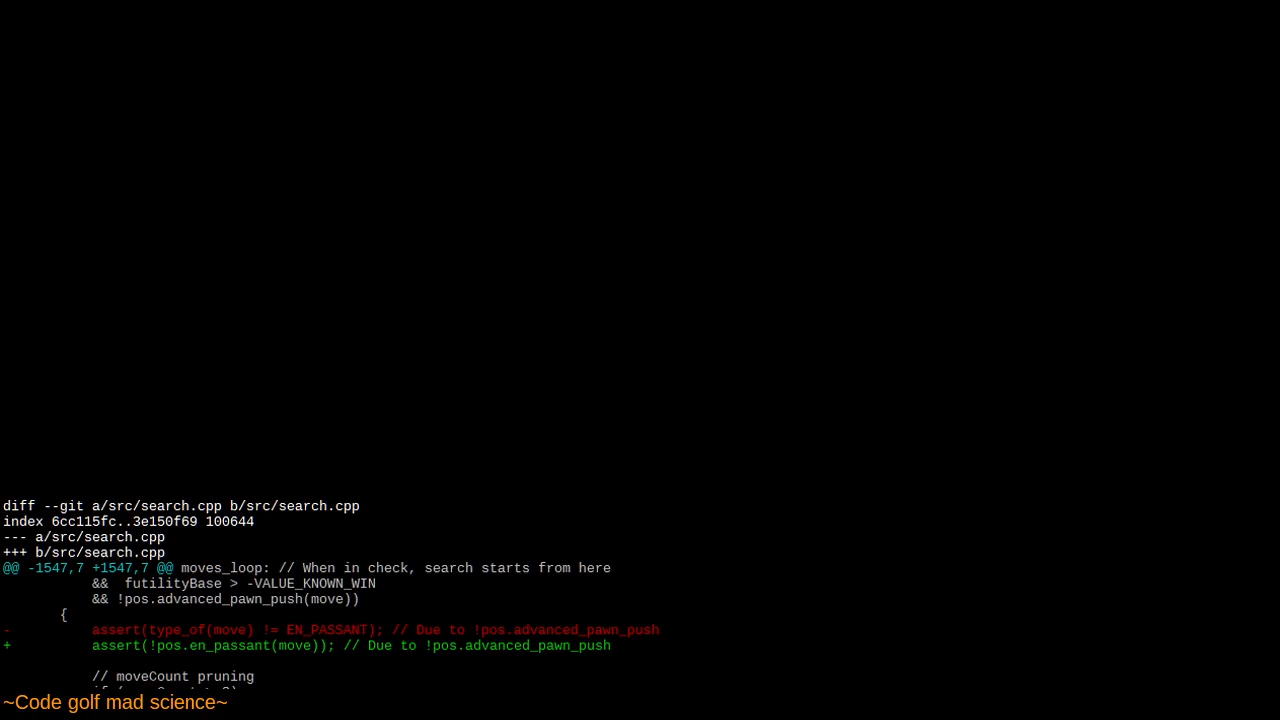 diff --git a/src/search.cpp b/src/search.cpp
index 6cc115fc..3e150f69 100644
--- a/src/search.cpp
+++ b/src/search.cpp
@@ -1547,7 +1547,7 @@ moves_loop: // When in check, search starts from here
           &&  futilityBase > -VALUE_KNOWN_WIN
           && !pos.advanced_pawn_push(move))
       {
-          assert(type_of(move) != EN_PASSANT); // Due to !pos.advanced_pawn_push
+          assert(!pos.en_passant(move)); // Due to !pos.advanced_pawn_push
           // moveCount pruning
~Code golf mad science~